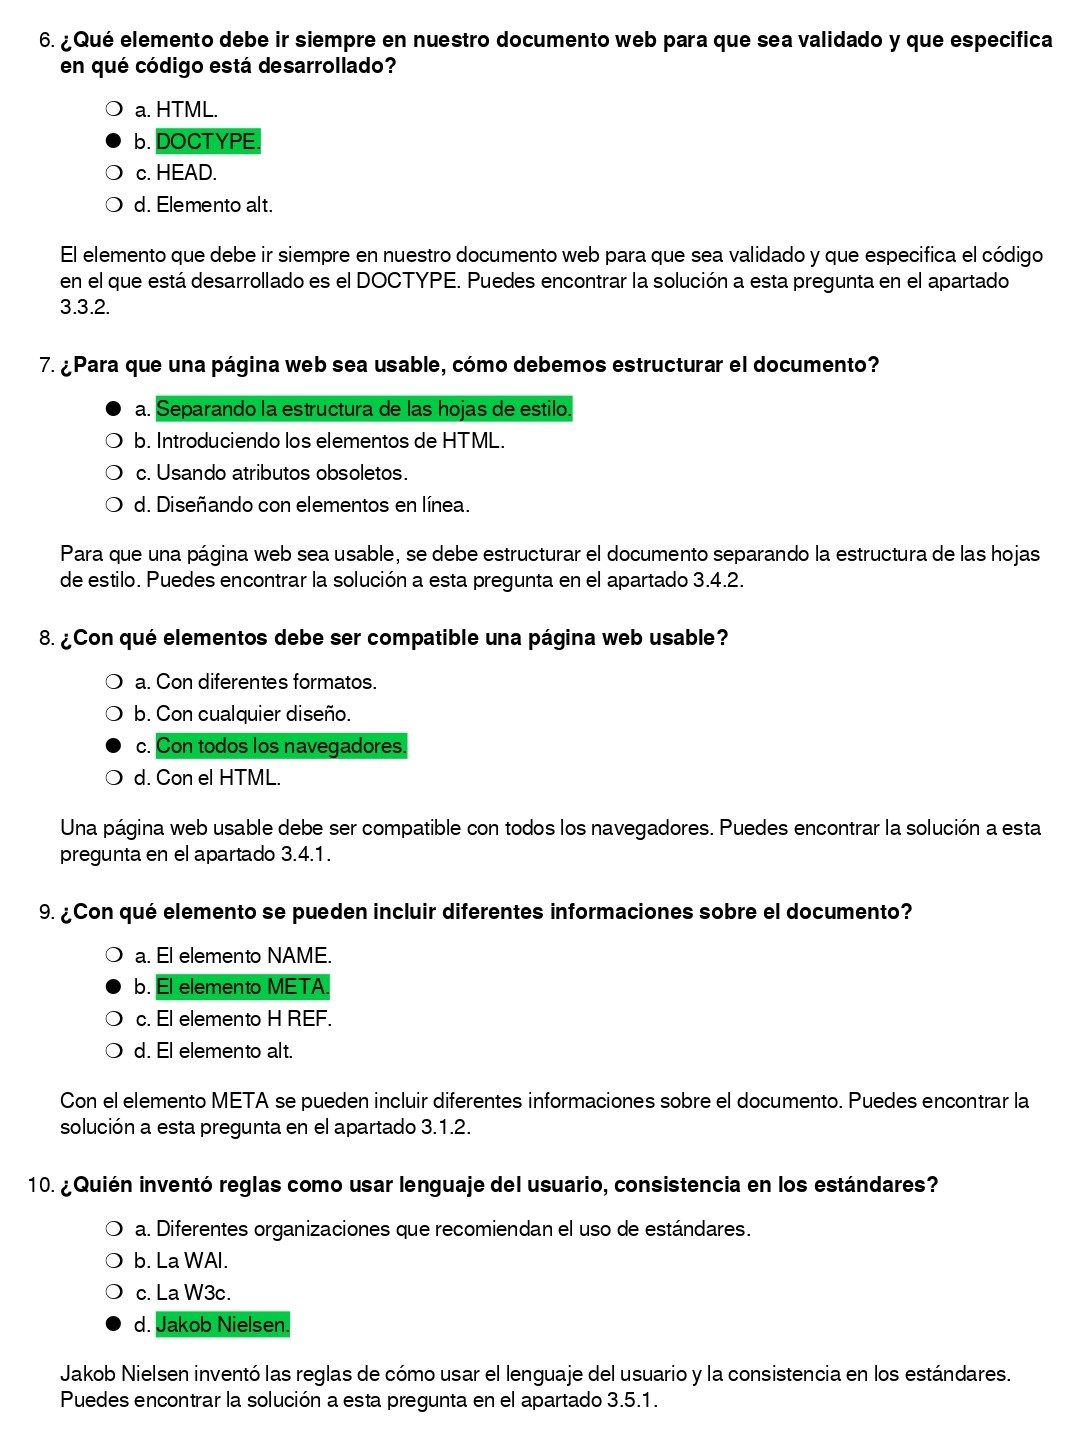 6. ¿Qué elemento debe ir siempre en nuestro documento web para que sea validado y que especifica
en qué código está desarrollado?
a. HTML.
b. DOCTYPE.
c. HEAD.
d. Elemento alt.
El elemento que debe ir siempre en nuestro documento web para que sea validado y que especifica el código
en el que está desarrollado es el DOCTYPE. Puedes encontrar la solución a esta pregunta en el apartado
3.3.2.
7. ¿Para que una página web sea usable, cómo debemos estructurar el documento?
a. Separando la estructura de las hojas de estilo.
b. Introduciendo los elementos de HTML.
c. Usando atributos obsoletos.
d. Diseñando con elementos en línea.
Para que una página web sea usable, se debe estructurar el documento separando la estructura de las hojas
de estilo. Puedes encontrar la solución a esta pregunta en el apartado 3.4.2.
8. ¿Con qué elementos debe ser compatible una página web usable?
a. Con diferentes formatos.
b. Con cualquier diseño.
c. Con todos los navegadores.
d. Con el HTML.
Una página web usable debe ser compatible con todos los navegadores. Puedes encontrar la solución a esta
pregunta en el apartado 3.4.1.
9. ¿Con qué elemento se pueden incluir diferentes informaciones sobre el documento?
a. El elemento NAME.
b. El elemento META.
c. El elemento H REF.
d. El elemento alt.
Con el elemento META se pueden incluir diferentes informaciones sobre el documento. Puedes encontrar la
solución a esta pregunta en el apartado 3.1.2.
10. ¿Quién inventó reglas como usar lenguaje del usuario, consistencia en los estándares?
a. Diferentes organizaciones que recomiendan el uso de estándares.
b. La WAI.
c. La W3c.
d. Jakob Nielsen.
Jakob Nielsen inventó las reglas de cómo usar el lenguaje del usuario y la consistencia en los estándares.
Puedes encontrar la solución a esta pregunta en el apartado 3.5.1.